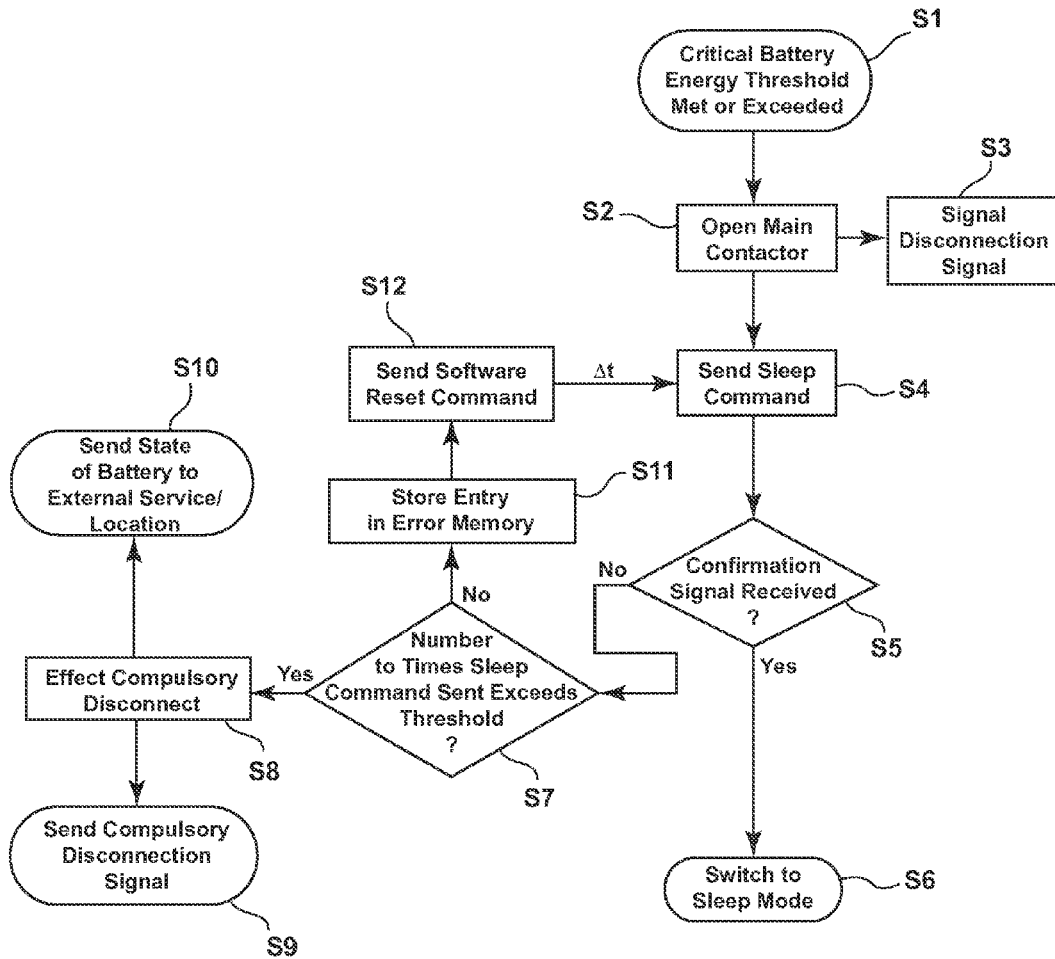 S1
Critical Battery
Energy Threshold
Met or Exceeded
S3
S2
Open Main
Contactor
Signal
Disconnection
Signal
S12
Send Software
Reset Command
Δt
Send Sleep
Command
S4
S10
Send State
of Battery to
External Service/
Location
S11
Store Entry
in Error Memory
No
Confirmation
Signal Received
?
S5
Yes
No
Number
to Times Sleep
Command Sent Exceeds
Threshold
?
S7
Yes
Effect Compulsory
Disconnect
S8
Send Compulsory
Disconnection
Signal
S9
Switch to
Sleep Mode
S6